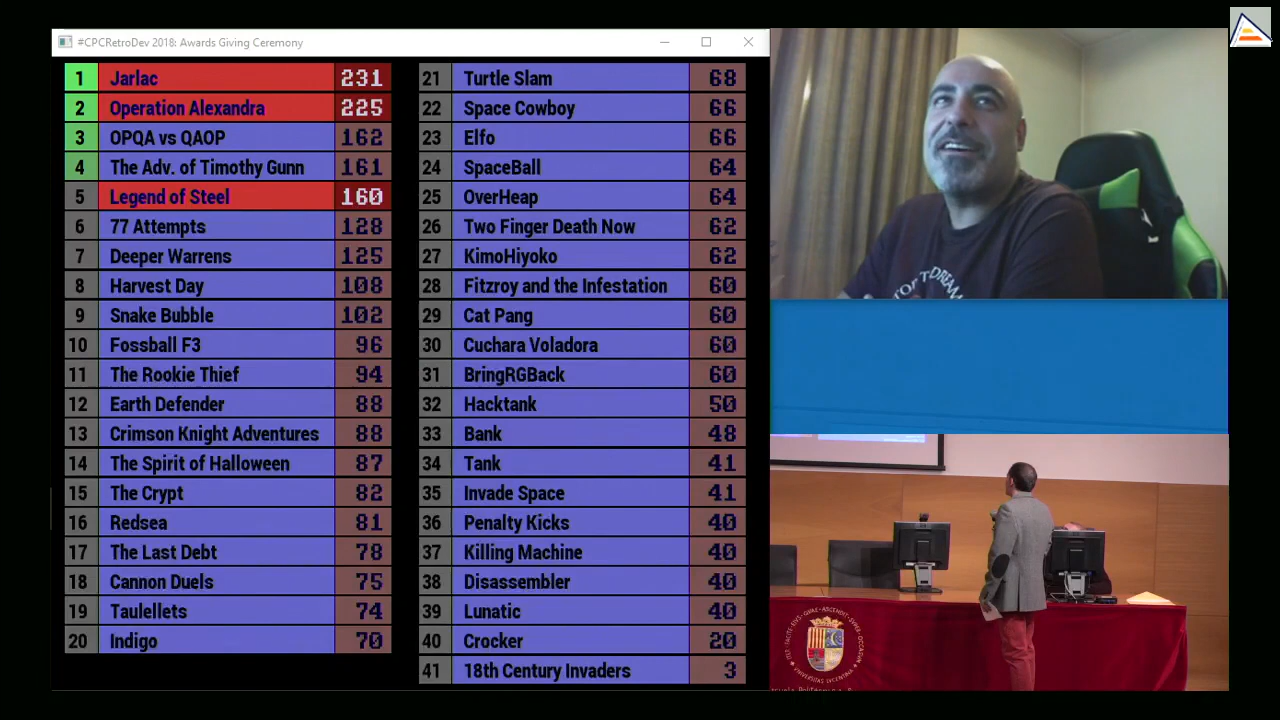 #CPCRetroDev 2018: Awards Giving Ceremony
1 Jarlac 231
2 Operation Alexandra 225
3 OPQA vs QAOP 162
4 The Adv. of Timothy Gunn 161
5 Legend of Steel 160
6 77 Attempts 128
7 Deeper Warrens 125
8 Harvest Day 108
9 Snake Bubble 102
10 Fossball F3 96
11 The Rookie Thief 94
12 Earth Defender 88
13 Crimson Knight Adventures 88
14 The Spirit of Halloween 87
15 The Crypt 82
16 Redsea 81
17 The Last Debt 78
18 Cannon Duels 75
19 Taulellets 74
20 Indigo 70
21 Turtle Slam 68
22 Space Cowboy 66
23 Elfo 66
24 SpaceBall 64
25 OverHeap 64
26 Two Finger Death Now 62
27 KimoHiyoko 62
28 Fitzroy and the Infestation 60
29 Cat Pang 60
30 Cuchara Voladora 60
31 BringRGBack 60
32 Hacktank 50
33 Bank 48
34 Tank 41
35 Invade Space 41
36 Penalty Kicks 40
37 Killing Machine 40
38 Disassembler 40
39 Lunatic 40
40 Crocker 20
41 18th Century Invaders 3